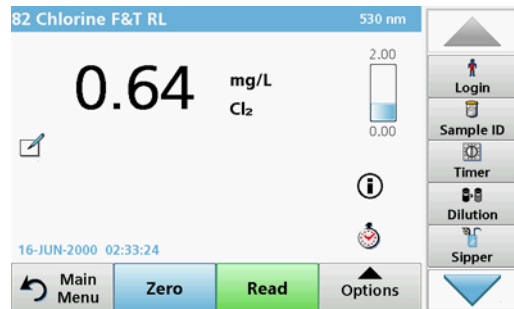 82 Chlorine F&T RL
530 nm
0.64
mg/L
Cl₂
2.00
0.00
16-JUN-2000 02:33:24
Main
Menu
Zero
Read
Options
Login
Sample ID
Timer
Dilution
Sipper